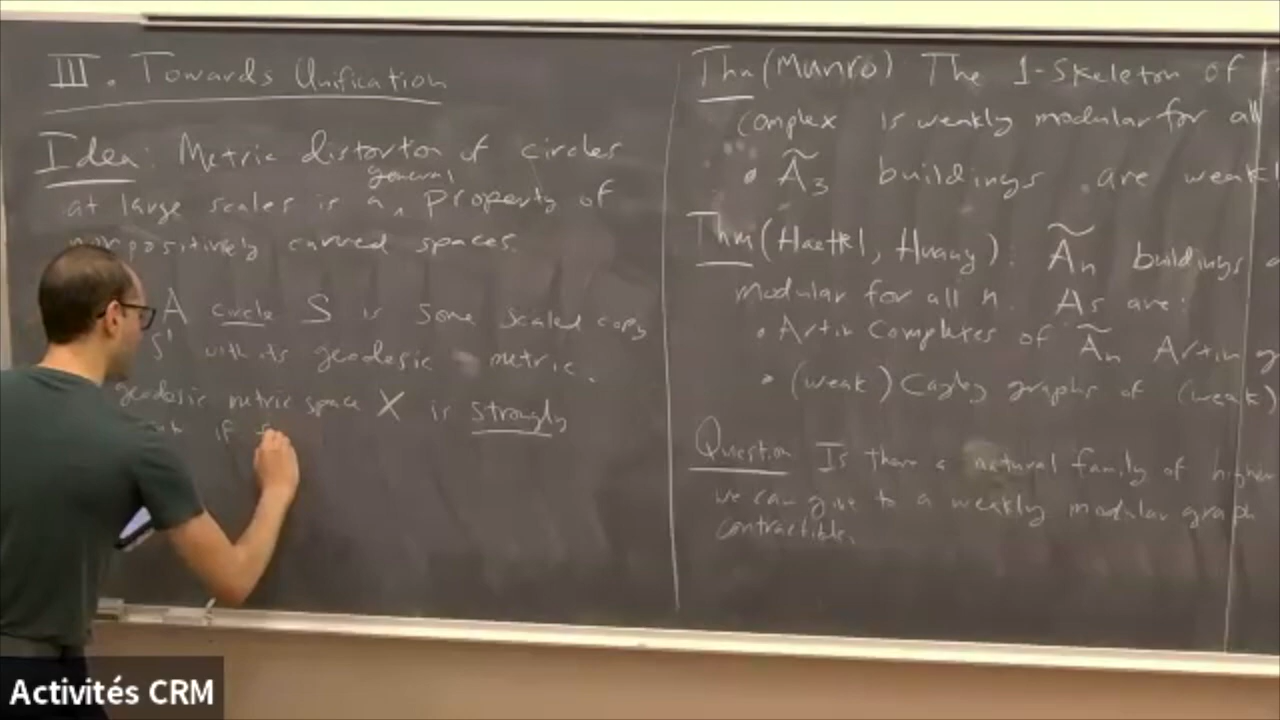 III. Towards Unification
Idea: Metric distortion of circles
general
at large scales is a property of
nonpositively curved spaces.
A circle S is some scaled copy
S' with its geodesic metric.
geodesic metric space X is strongly
if
Thm (Munro) The 1-skeleton of
complex is weakly modular for all
• Ã₃ buildings are weakl
Thm (Haettel, Huang): Ãn buildings
modular for all n. As are:
• Artin Complexes of Ãn Artin g
• (weak) Cayley graphs of (weak)
Question Is there a natural family of higher
we can give to a weakly modular graph
contractible.
Activités CRM